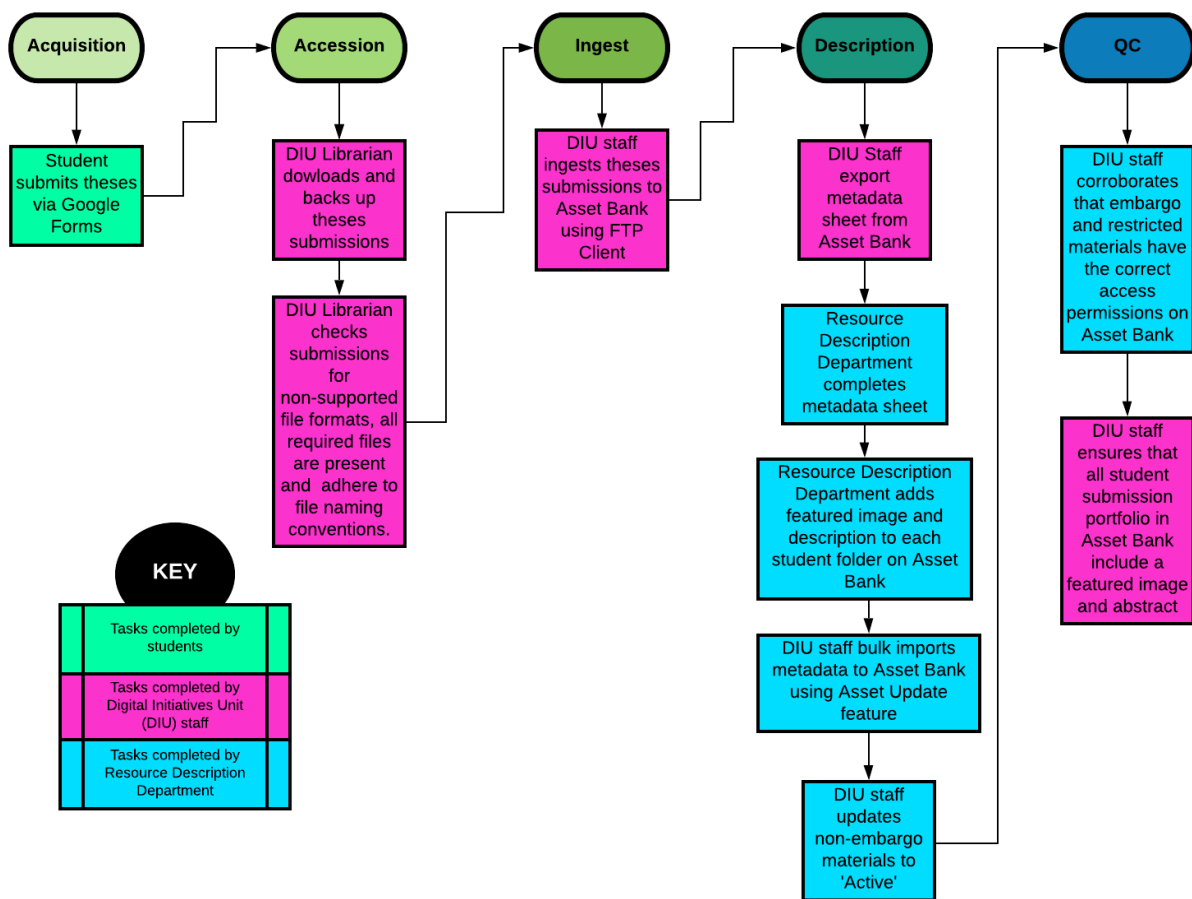 Acquisition
Student
submits theses
via Google
Forms
Accession
DIU Librarian
dowloads and
backs up
theses
submissions
DIU Librarian
checks
submissions
for
non-supported
file formats, all
required files
are present
and adhere to
file naming
conventions.
Ingest
DIU staff
ingests theses
submissions to
Asset Bank
using FTP
Client
Description
DIU Staff
export
metadata
sheet from
Asset Bank
Resource
Description
Department
completes
metadata sheet
Resource Description
Department adds
featured image and
description to each
student folder on Asset
Bank
DIU staff bulk imports
metadata to Asset Bank
using Asset Update
feature
DIU staff
updates
non-embargo
materials to
'Active'
QC
DIU staff
corroborates
that embargo
and restricted
materials have
the correct
access
permissions on
Asset Bank
DIU staff
ensures that
all student
submission
portfolio in
Asset Bank
include a
featured image
and abstract
KEY
Tasks completed by
students
Tasks completed by
Digital Initiatives Unit
(DIU) staff
Tasks completed by
Resource Description
Department